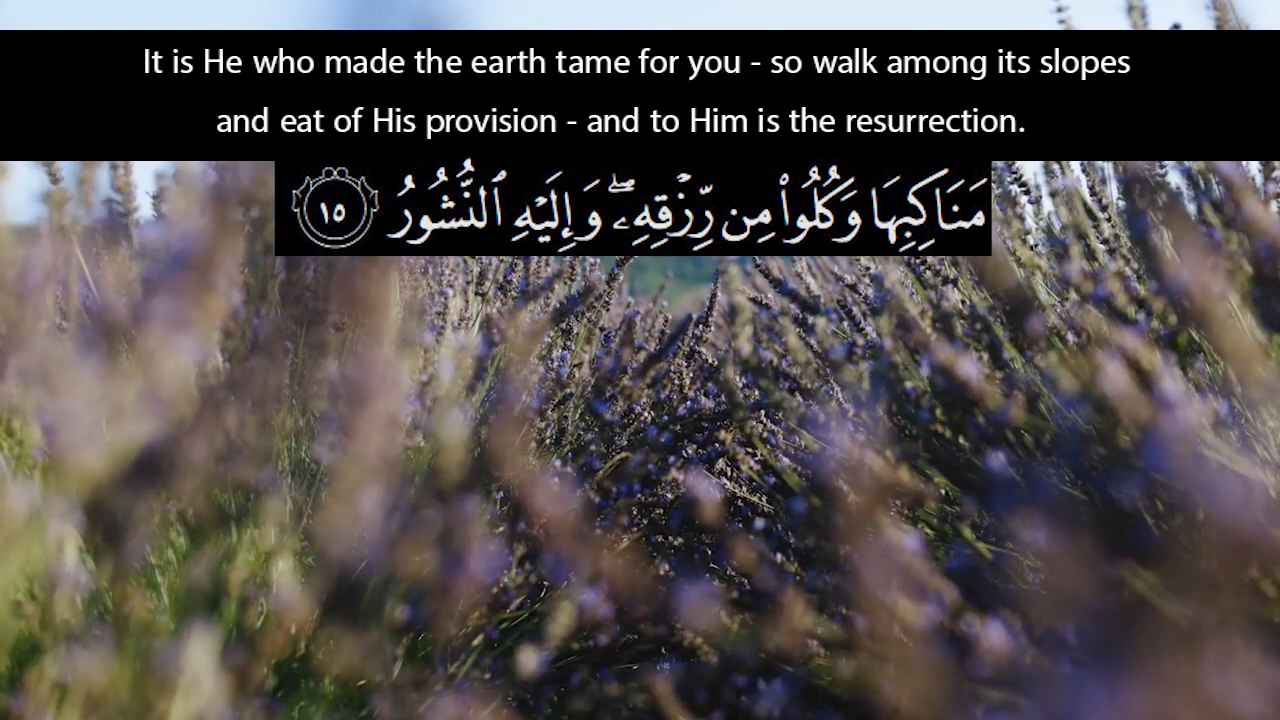 It is He who made the earth tame for you - so walk among its slopes
and eat of His provision - and to Him is the resurrection.
مَنَاكِبِهَا وَكُلُوا۟ مِن رِّزْقِهِۦ ۖ وَإِلَيْهِ ٱلنُّشُورُ ١٥